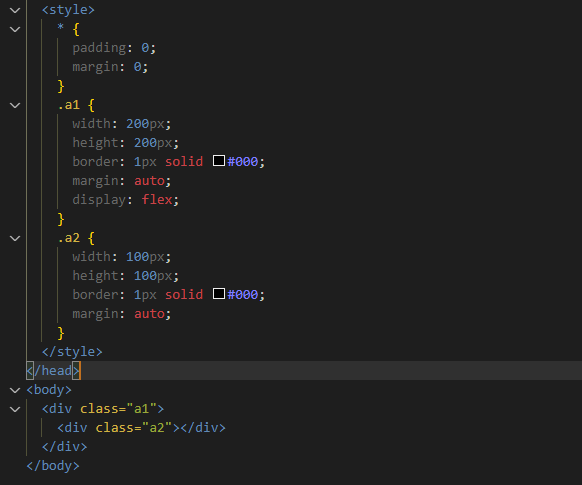 <style>
* {
padding: 0;
margin: 0;
}
.a1 {
width: 200px;
height: 200px;
border: 1px solid #000;
margin: auto;
display: flex;
}
.a2 {
width: 100px;
height: 100px;
border: 1px solid #000;
margin: auto;
}
</style>
</head>
<body>
<div class="a1">
<div class="a2"></div>
</div>
</body>